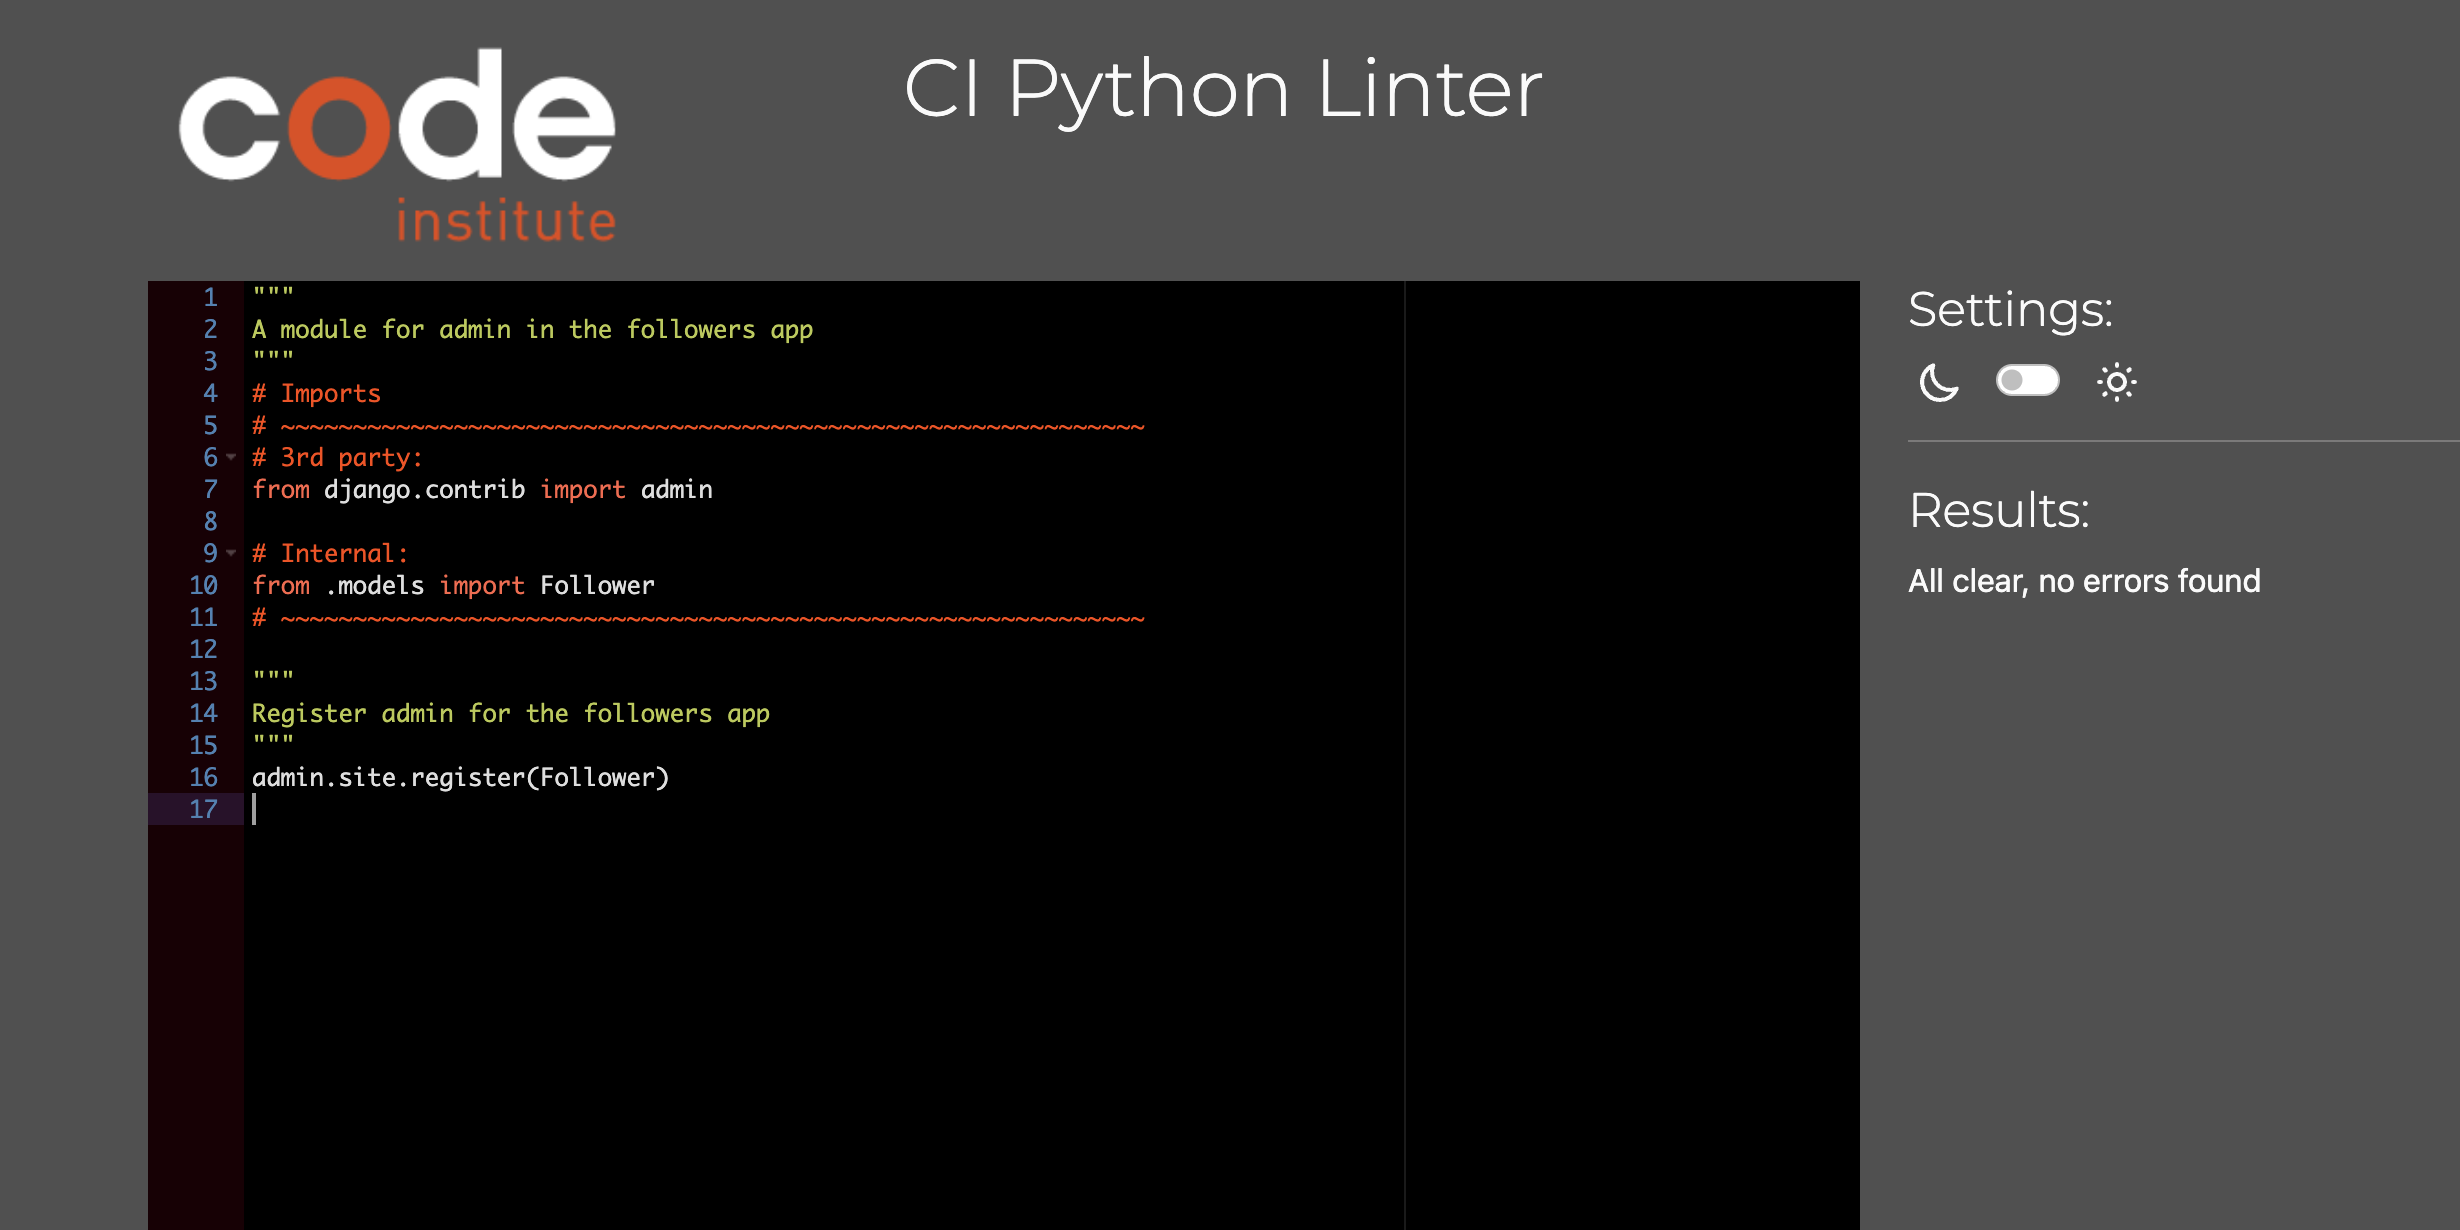 code
institute
CI Python Linter
1 """
2 A module for admin in the followers app
3 """
4 # Imports
5 # ~~~~~~~~~~~~~~~~~~~~~~~~~~~~~~~~~~~~~~~~~~~~~~~~~~~~~~~~~~~~
6 # 3rd party:
7 from django.contrib import admin
8
9 # Internal:
10 from .models import Follower
11 # ~~~~~~~~~~~~~~~~~~~~~~~~~~~~~~~~~~~~~~~~~~~~~~~~~~~~~~~~~~~~
12
13 """
14 Register admin for the followers app
15 """
16 admin.site.register(Follower)
17
Settings:
Results:
All clear, no errors found